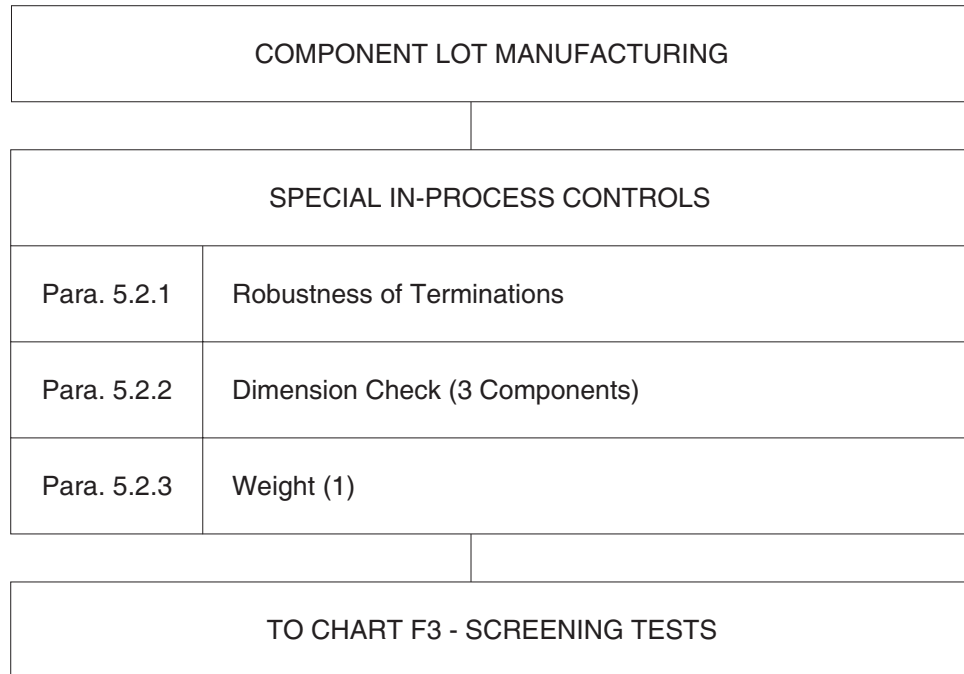 COMPONENT LOT MANUFACTURING
SPECIAL IN-PROCESS CONTROLS
Para. 5.2.1 Robustness of Terminations
Para. 5.2.2 Dimension Check (3 Components)
Para. 5.2.3 Weight (1)
TO CHART F3 - SCREENING TESTS